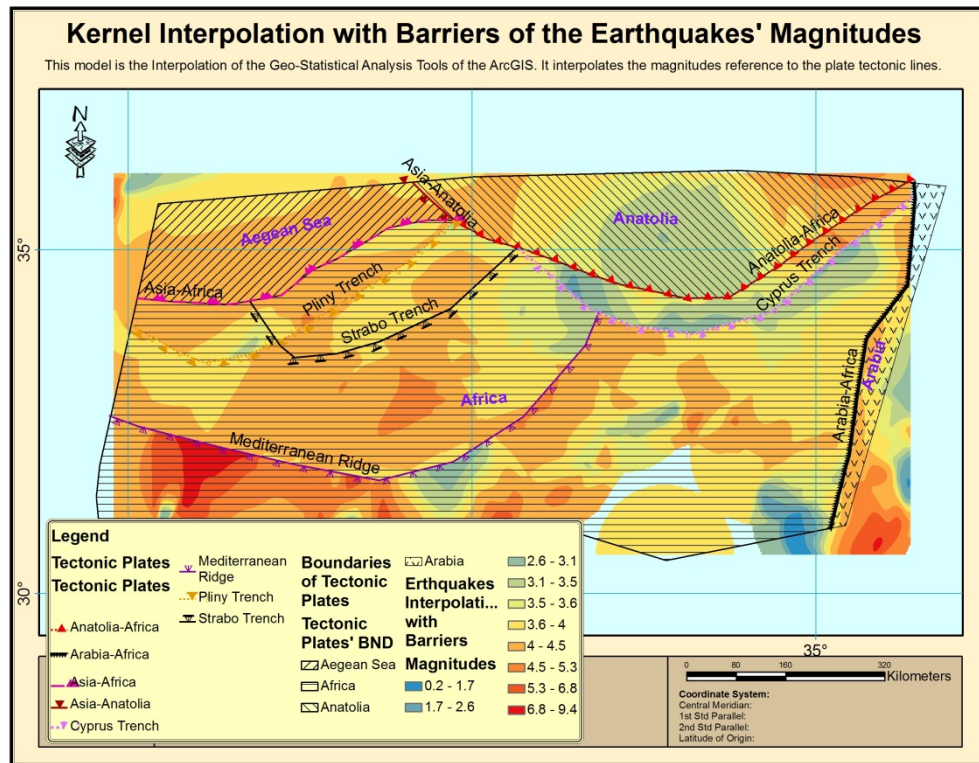 Kernel Interpolation with Barriers of the Earthquakes' Magnitudes
This model is the Interpolation of the Geo-Statistical Analysis Tools of the ArcGIS. It interpolates the magnitudes reference to the plate tectonic lines.
N
Asia-Anatolia
Aegean Sea
Anatolia
Anatolia-Africa
35°
Cyprus Trench
Asia-Africa
Pliny Trench
Strabo Trench
Arabia
Arabia-Africa
Africa
Mediterranean Ridge
30°
35°
Legend
Tectonic Plates
Tectonic Plates
Anatolia-Africa
Arabia-Africa
Asia-Africa
Asia-Anatolia
Cyprus Trench
Mediterranean
Ridge
Pliny Trench
Strabo Trench
Boundaries
of Tectonic
Plates
Tectonic
Plates' BND
Aegean Sea
Africa
Anatolia
Arabia
Erthquakes
Interpolati...
with
Barriers
Magnitudes
0.2 - 1.7
1.7 - 2.6
2.6 - 3.1
3.1 - 3.5
3.5 - 3.6
3.6 - 4
4 - 4.5
4.5 - 5.3
5.3 - 6.8
6.8 - 9.4
0 80 160 320
Kilometers
Coordinate System:
Central Meridian:
1st Std Parallel:
2nd Std Parallel:
Latitude of Origin: